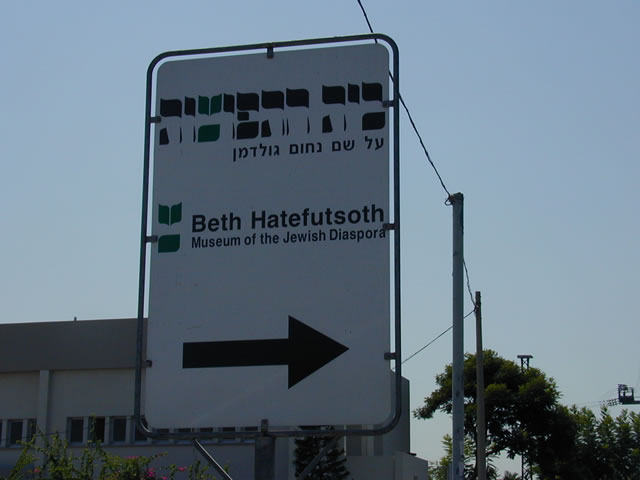 בית התפוצות
על שם נחום גולדמן
Beth Hatefutsoth
Museum of the Jewish Diaspora